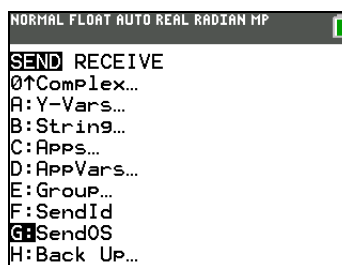 NORMAL FLOAT AUTO REAL RADIAN MP
SEND RECEIVE
0↑Complex…
A:Y-Vars…
B:String…
C:Apps…
D:AppVars…
E:Group…
F:SendId
G:SendOS
H:Back Up…